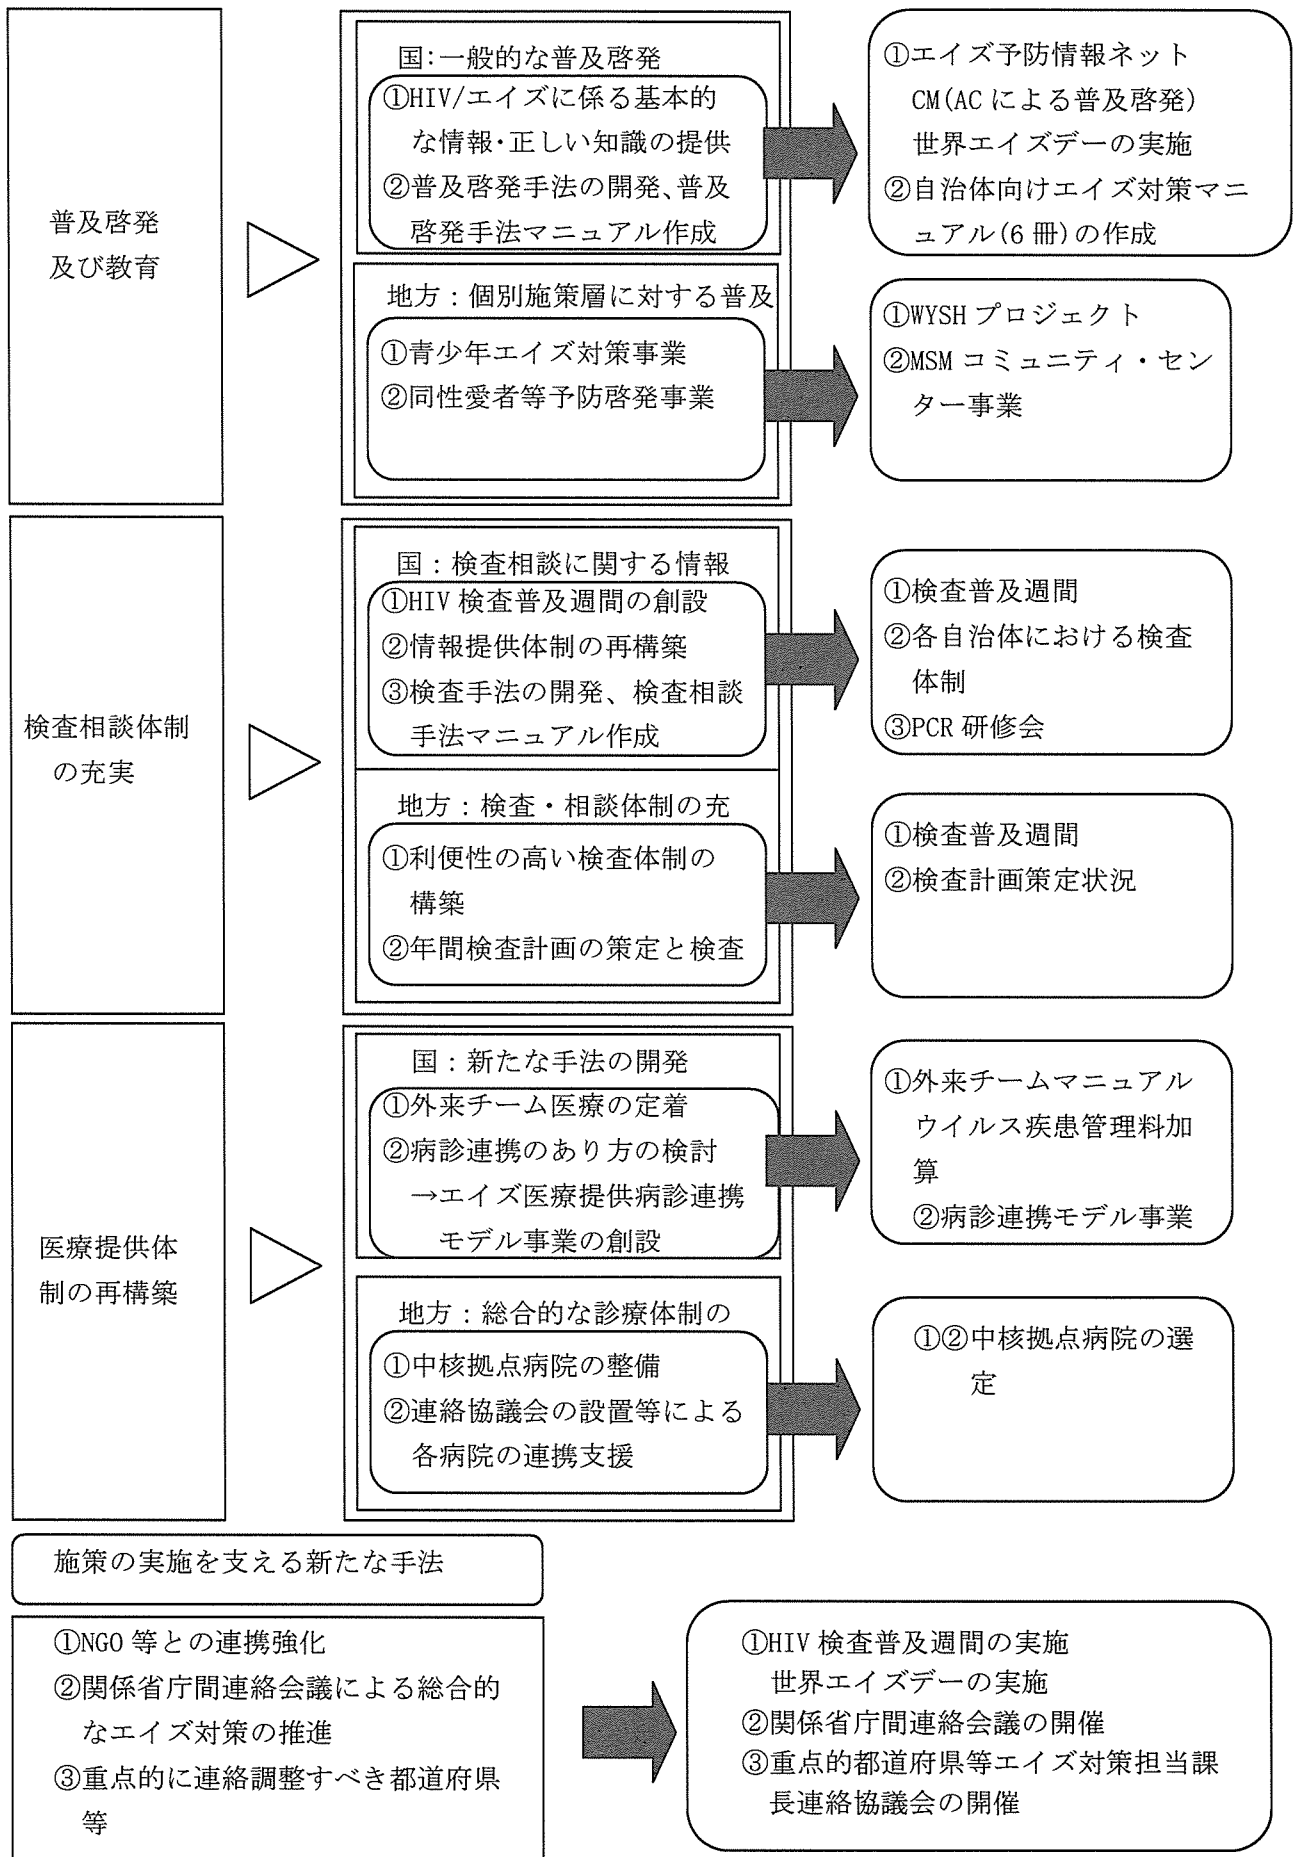 普及啓発
及び教育
国:一般的な普及啓発
①HIV/エイズに係る基本的
な情報・正しい知識の提供
②普及啓発手法の開発、普及
啓発手法マニュアル作成
①エイズ予防情報ネット
CM(AC による普及啓発)
世界エイズデーの実施
②自治体向けエイズ対策マニ
ュアル(6 冊)の作成
地方：個別施策層に対する普及
①青少年エイズ対策事業
②同性愛者等予防啓発事業
①WYSH プロジェクト
②MSM コミュニティ・セン
ター事業
検査相談体制
の充実
国：検査相談に関する情報
①HIV 検査普及週間の創設
②情報提供体制の再構築
③検査手法の開発、検査相談
手法マニュアル作成
①検査普及週間
②各自治体における検査
体制
③PCR 研修会
地方：検査・相談体制の充
①利便性の高い検査体制の
構築
②年間検査計画の策定と検査
①検査普及週間
②検査計画策定状況
医療提供体
制の再構築
国：新たな手法の開発
①外来チーム医療の定着
②病診連携のあり方の検討
→エイズ医療提供病診連携
モデル事業の創設
①外来チームマニュアル
ウイルス疾患管理料加
算
②病診連携モデル事業
地方：総合的な診療体制の
①中核拠点病院の整備
②連絡協議会の設置等による
各病院の連携支援
①②中核拠点病院の選
定
施策の実施を支える新たな手法
①NGO 等との連携強化
②関係省庁間連絡会議による総合的
なエイズ対策の推進
③重点的に連絡調整すべき都道府県
等
①HIV 検査普及週間の実施
世界エイズデーの実施
②関係省庁間連絡会議の開催
③重点的都道府県等エイズ対策担当課
長連絡協議会の開催